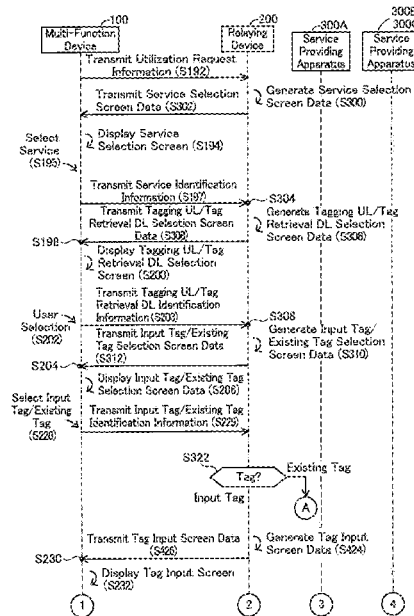 100
200
300A
300B
300C
Multi-Function Device
Relaying Device
Service Providing Apparatus
Service Providing Apparatus
Transmit Utilization Request Information (S192)
Generate Service Selection Screen Data (S300)
Transmit Service Selection Screen Data (S302)
Display Service Selection Screen (S194)
Select Service (S195)
Transmit Service Identification Information (S197)
S304
Transmit Tagging UL/Tag Retrieval DL Selection Screen Data (S308)
Generate Tagging UL/Tag Retrieval DL Selection Screen Data (S306)
S198
Display Tagging UL/Tag Retrieval DL Selection Screen (S200)
Transmit Tagging UL/Tag Retrieval DL Identification Information (S203)
User Selection (S202)
S308
Generate Input Tag/Existing Tag Selection Screen Data (S310)
Transmit Input Tag/Existing Tag Selection Screen Data (S312)
S204
Display Input Tag/Existing Tag Selection Screen Data (S206)
Select Input Tag/Existing Tag (S228)
Transmit Input Tag/Existing Tag Identification Information (S229)
S322
Tag?
Existing Tag
Input Tag
A
Transmit Tag Input Screen Data (S426)
Generate Tag Input Screen Data (S424)
S230
Display Tag Input Screen (S232)
1
2
3
4